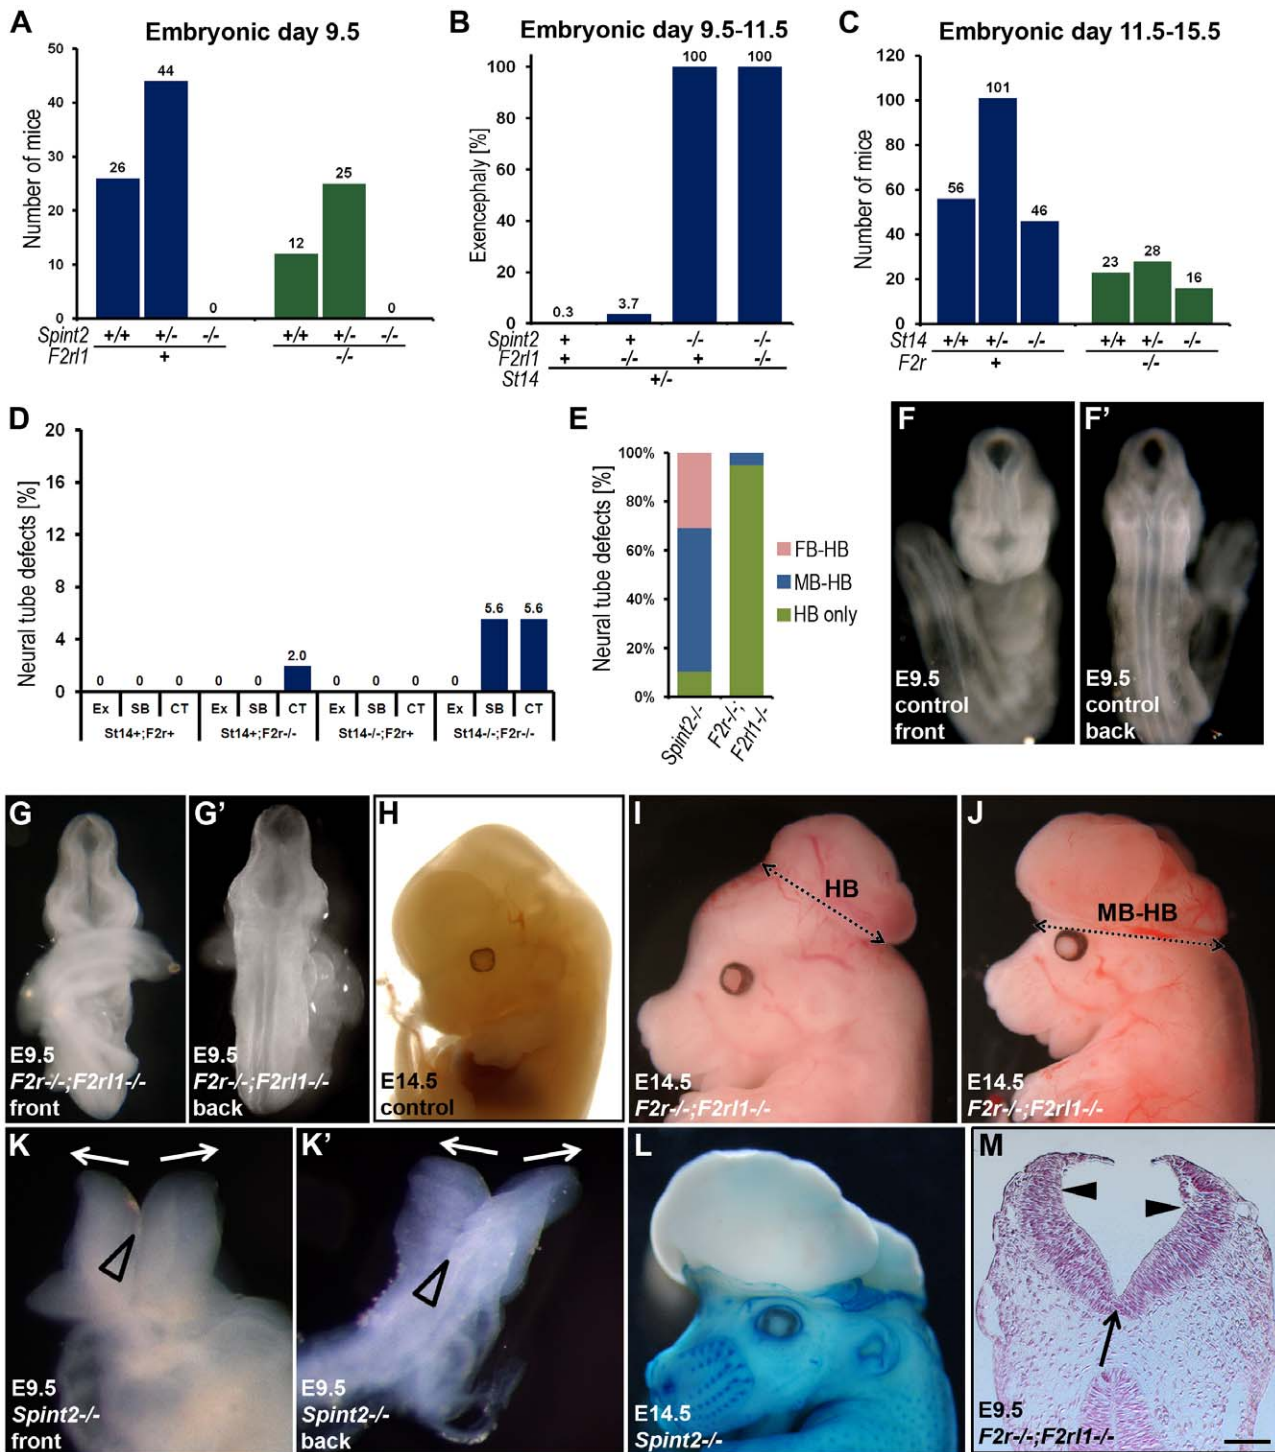 A
Embryonic day 9.5
Number of mice
50
40
30
20
10
0
26
44
0
12
25
0
Spint2 +/+ +/- -/- +/+ +/- -/-
F2rl1 + -/-
B
Embryonic day 9.5-11.5
Exencephaly [%]
100
80
60
40
20
0
0.3
3.7
100
100
Spint2 + + -/- -/-
F2rl1 + -/- + -/-
St14 +/-
C
Embryonic day 11.5-15.5
Number of mice
120
100
80
60
40
20
0
56
101
46
23
28
16
St14 +/+ +/- -/- +/+ +/- -/-
F2r + -/-
D
Neural tube defects [%]
20
16
12
8
4
0
0 0 0 0 0 2.0 0 0 0 0 5.6 5.6
Ex SB CT Ex SB CT Ex SB CT Ex SB CT
St14+;F2r+ St14+;F2r-/- St14-/-;F2r+ St14-/-;F2r-/-
E
Neural tube defects [%]
100%
80%
60%
40%
20%
0%
FB-HB
MB-HB
HB only
Spint2-/-
F2r-/-;
F2rl1-/-
F
E9.5
control
front
F'
E9.5
control
back
G
E9.5
F2r-/-;F2rl1-/-
front
G'
E9.5
F2r-/-;F2rl1-/-
back
H
E14.5
control
I
HB
E14.5
F2r-/-;F2rl1-/-
J
MB-HB
E14.5
F2r-/-;F2rl1-/-
K
E9.5
Spint2-/-
front
K'
E9.5
Spint2-/-
back
L
E14.5
Spint2-/-
M
E9.5
F2r-/-;F2rl1-/-